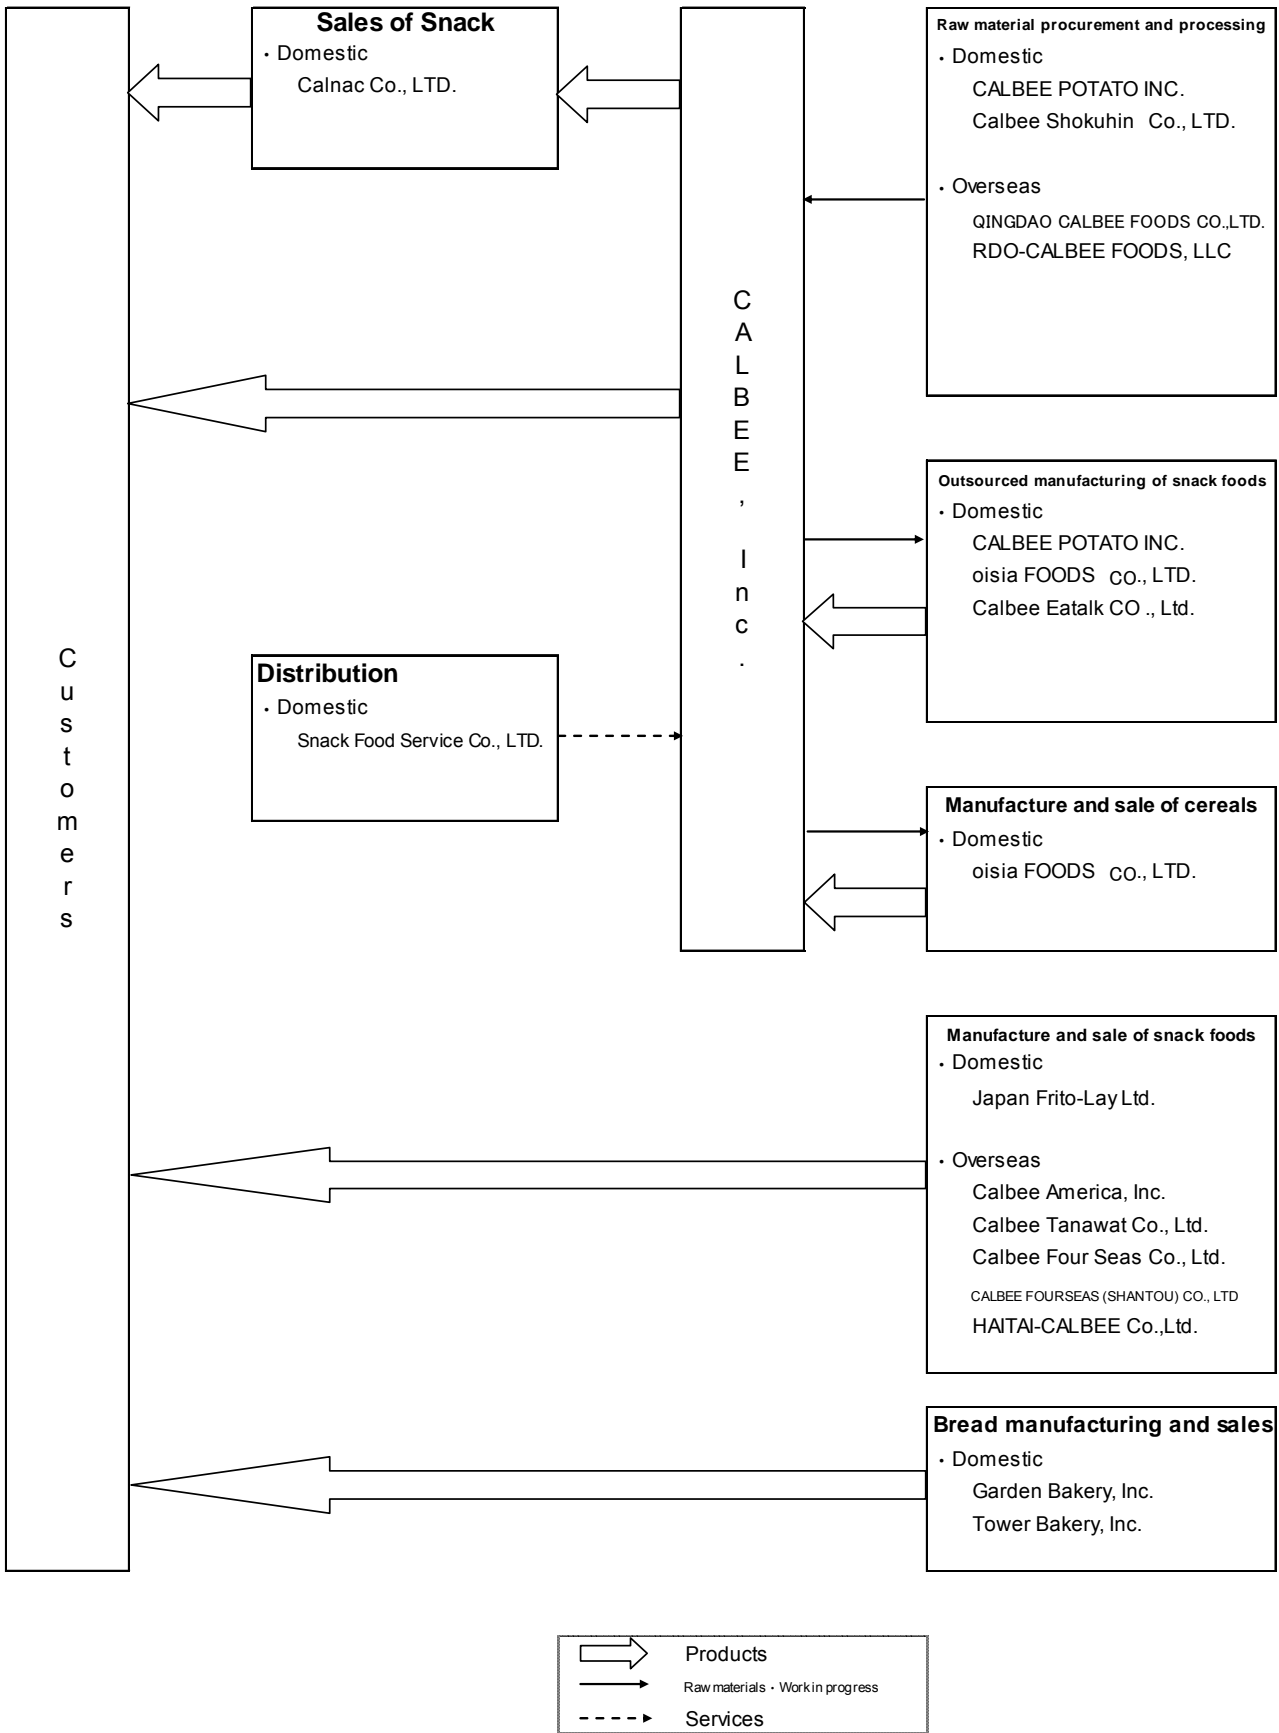 Customers
Sales of Snack
・Domestic
Calnac Co., LTD.
Distribution
・Domestic
Snack Food Service Co., LTD.
CALBEE, Inc.
Raw material procurement and processing
・Domestic
CALBEE POTATO INC.
Calbee Shokuhin Co., LTD.
・Overseas
QINGDAO CALBEE FOODS CO.,LTD.
RDO-CALBEE FOODS, LLC
Outsourced manufacturing of snack foods
・Domestic
CALBEE POTATO INC.
oisia FOODS CO., LTD.
Calbee Eatalk CO ., Ltd.
Manufacture and sale of cereals
・Domestic
oisia FOODS CO., LTD.
Manufacture and sale of snack foods
・Domestic
Japan Frito-Lay Ltd.
・Overseas
Calbee America, Inc.
Calbee Tanawat Co., Ltd.
Calbee Four Seas Co., Ltd.
CALBEE FOURSEAS (SHANTOU) CO., LTD
HAITAI-CALBEE Co.,Ltd.
Bread manufacturing and sales
・Domestic
Garden Bakery, Inc.
Tower Bakery, Inc.
Products
Raw materials・Work in progress
Services